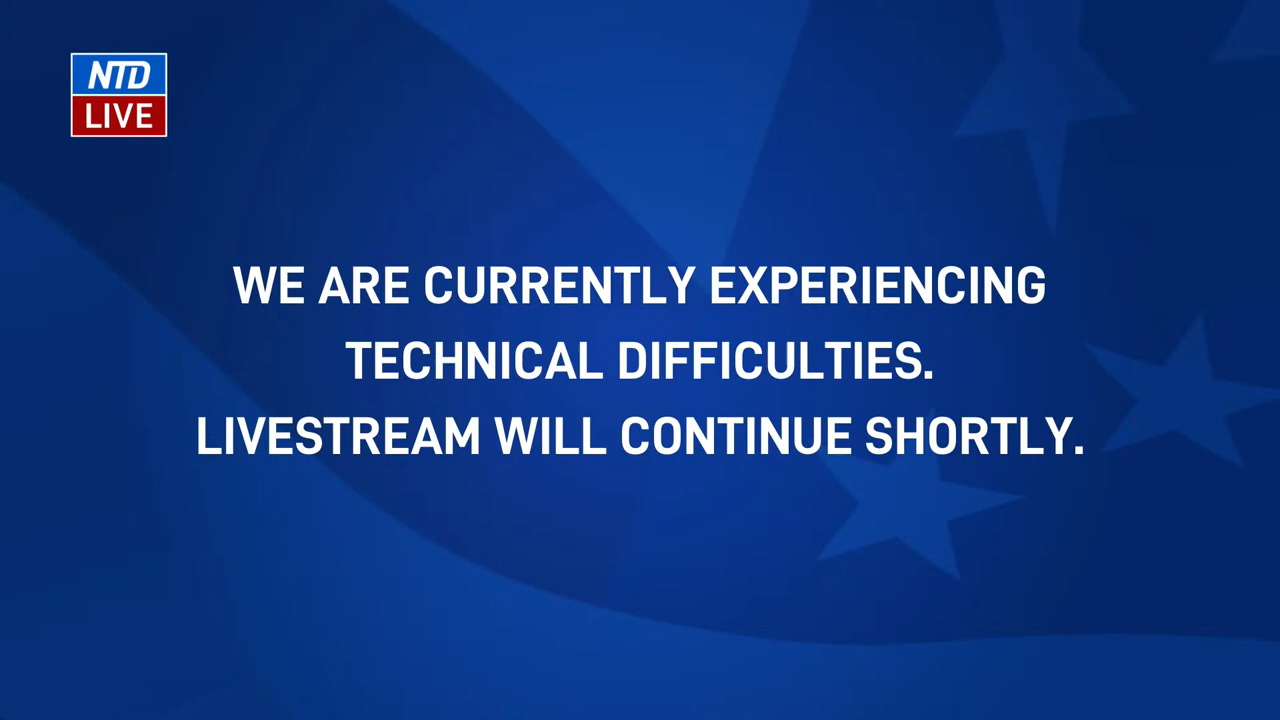 NTD
LIVE
WE ARE CURRENTLY EXPERIENCING
TECHNICAL DIFFICULTIES.
LIVESTREAM WILL CONTINUE SHORTLY.